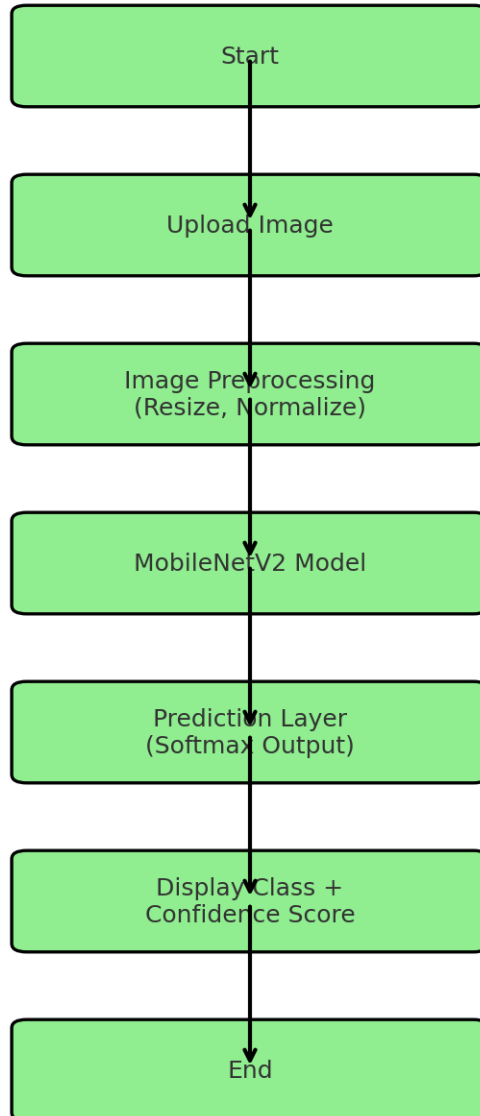 Start
Upload Image
Image Preprocessing
(Resize, Normalize)
MobileNetV2 Model
Prediction Layer
(Softmax Output)
Display Class +
Confidence Score
End